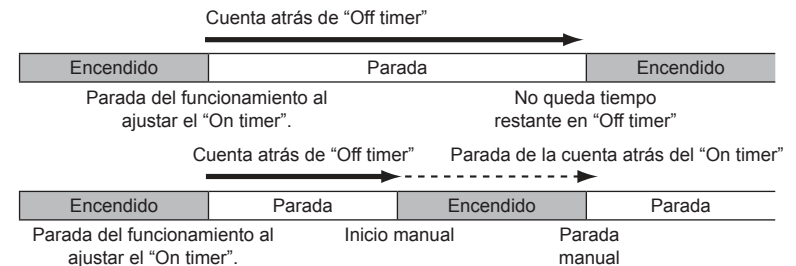 Cuenta atrás de “Off timer”
Encendido Parada Encendido
Parada del funcionamiento al
ajustar el “On timer”.
No queda tiempo
restante en “Off timer”
Cuenta atrás de “Off timer” Parada de la cuenta atrás del “On timer”
Encendido Parada Encendido Parada
Parada del funcionamiento al
ajustar el “On timer”.
Inicio manual
Parada
manual